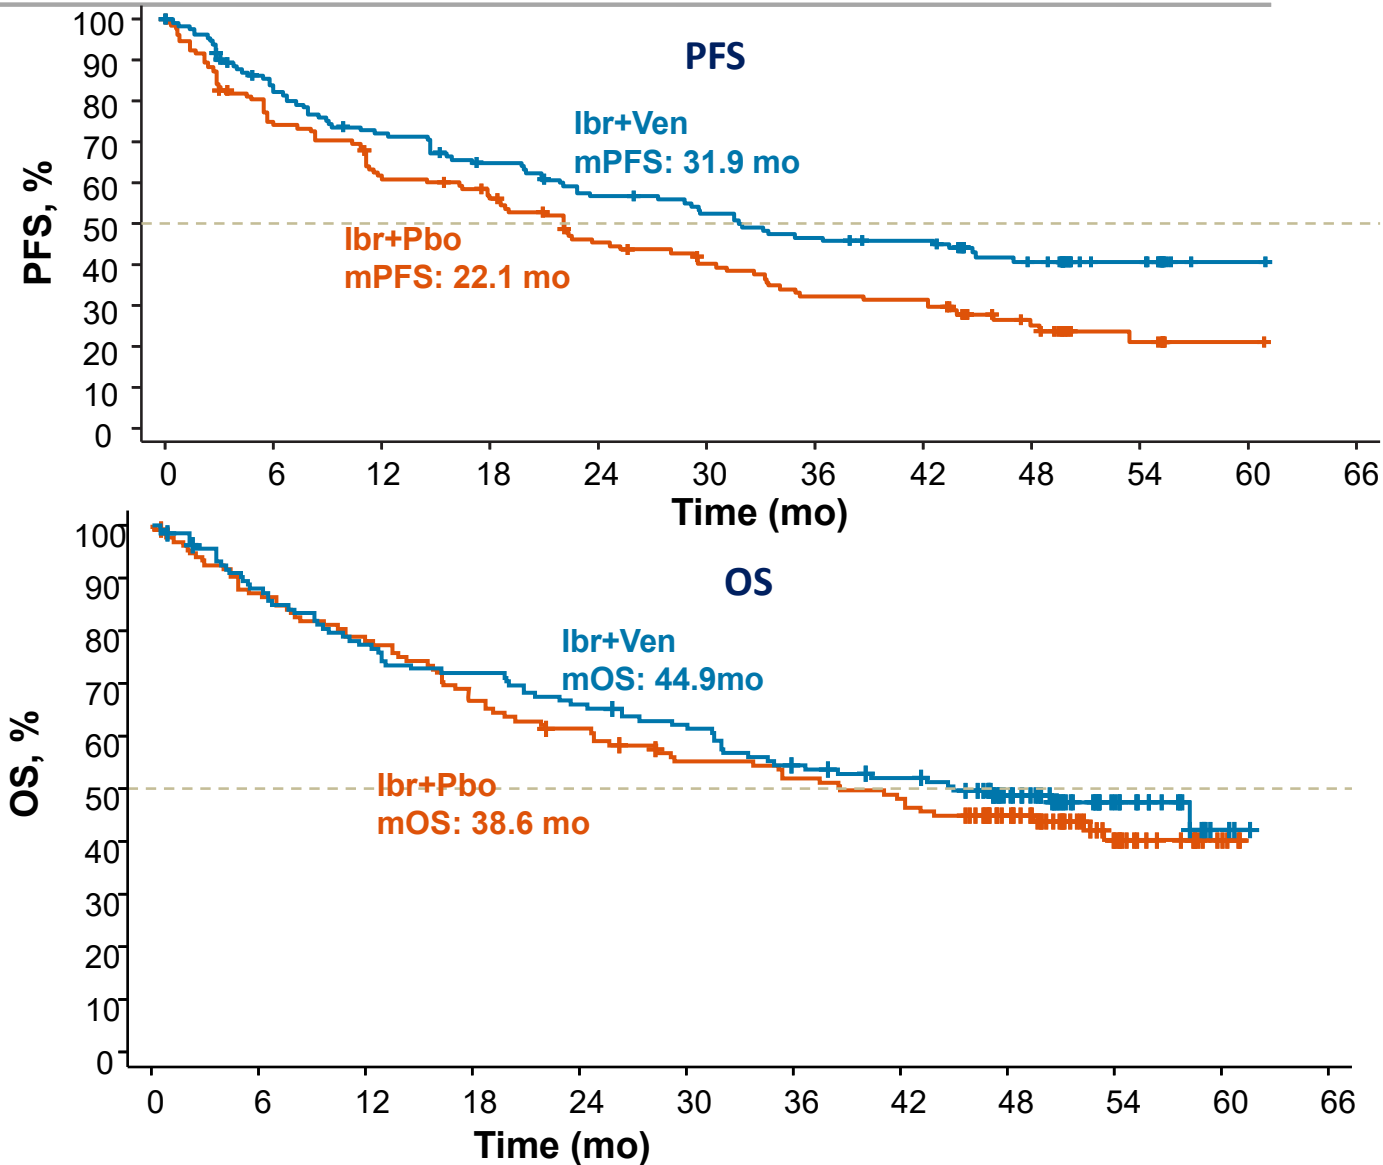 PFS
100
90
80
70
60
50
40
30
20
10
0
PFS, %
Ibr+Ven
mPFS: 31.9 mo
Ibr+Pbo
mPFS: 22.1 mo
0 6 12 18 24 30 36 42 48 54 60 66
Time (mo)
OS
100
90
80
70
60
50
40
30
20
10
0
OS, %
Ibr+Ven
mOS: 44.9mo
Ibr+Pbo
mOS: 38.6 mo
0 6 12 18 24 30 36 42 48 54 60 66
Time (mo)